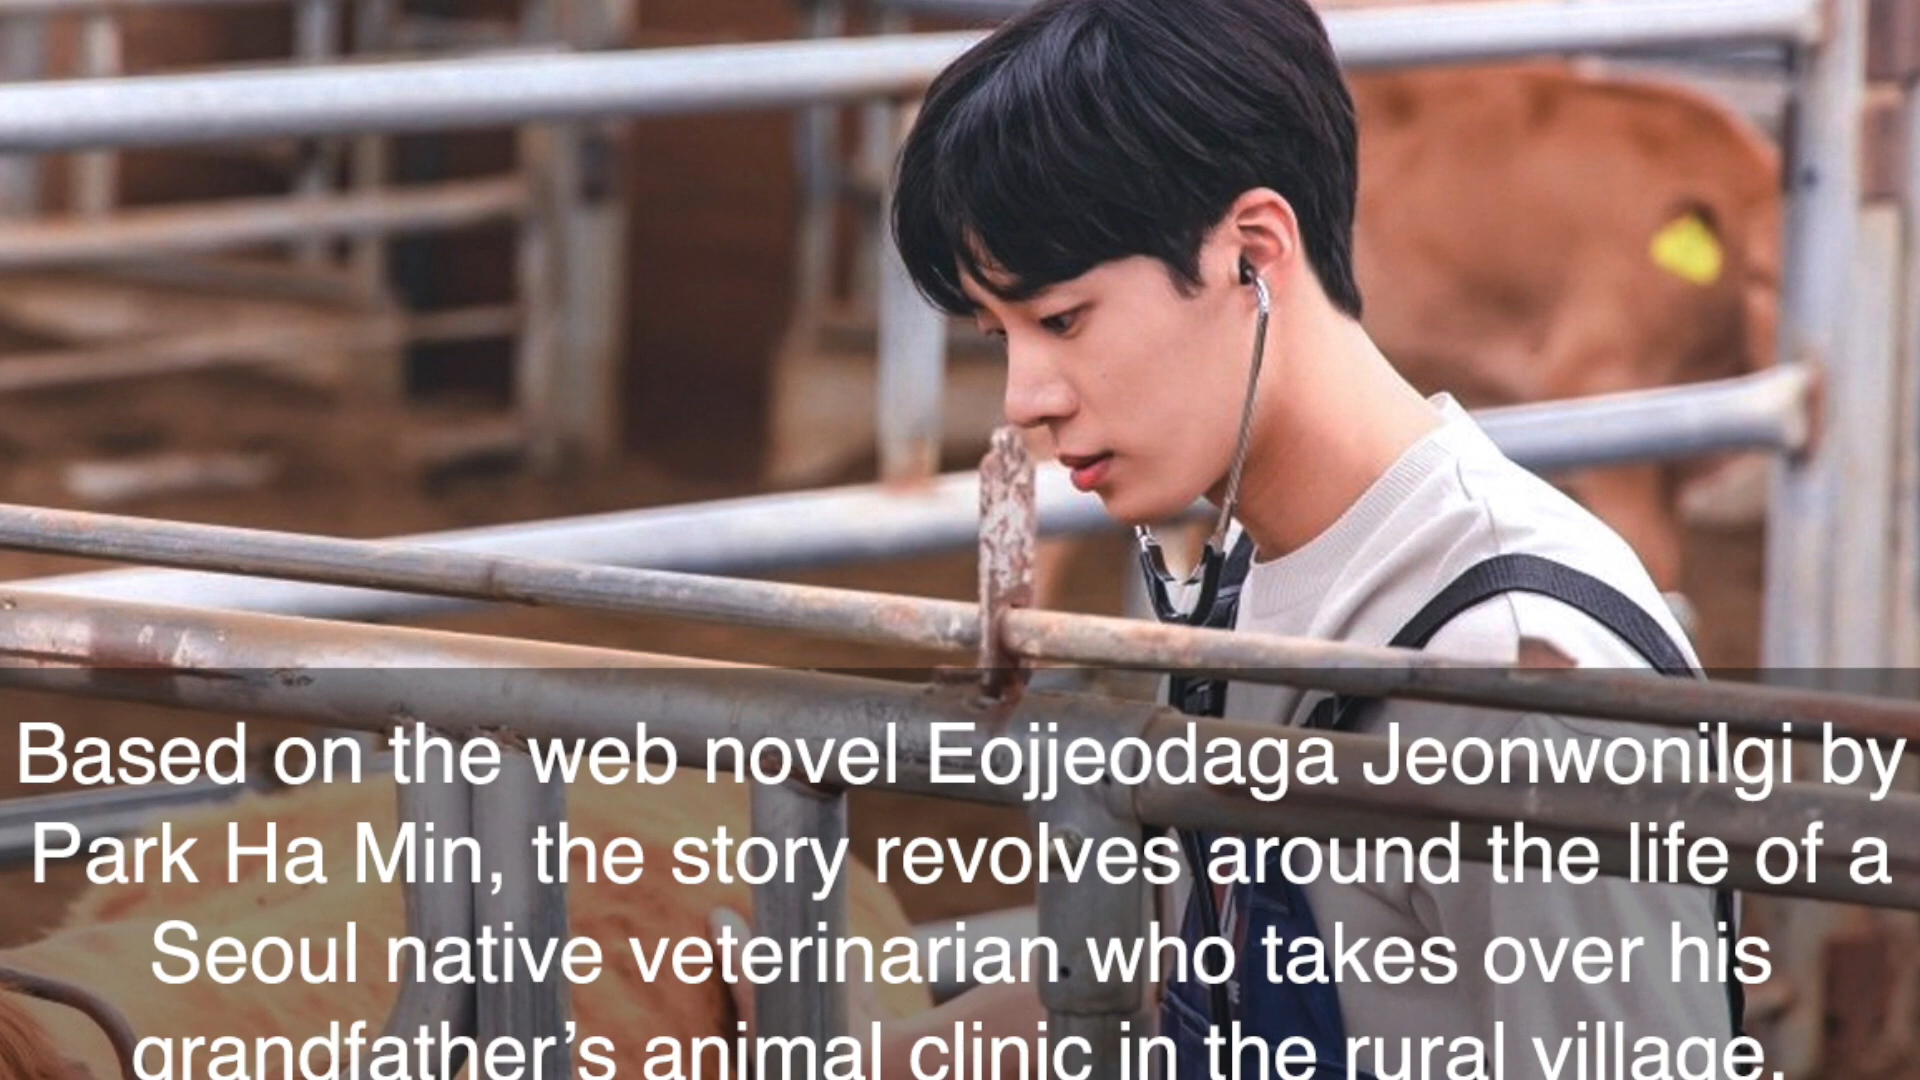 Based on the web novel Eojjeodaga Jeonwonilgi by
Park Ha Min, the story revolves around the life of a
Seoul native veterinarian who takes over his
grandfather’s animal clinic in the rural village.